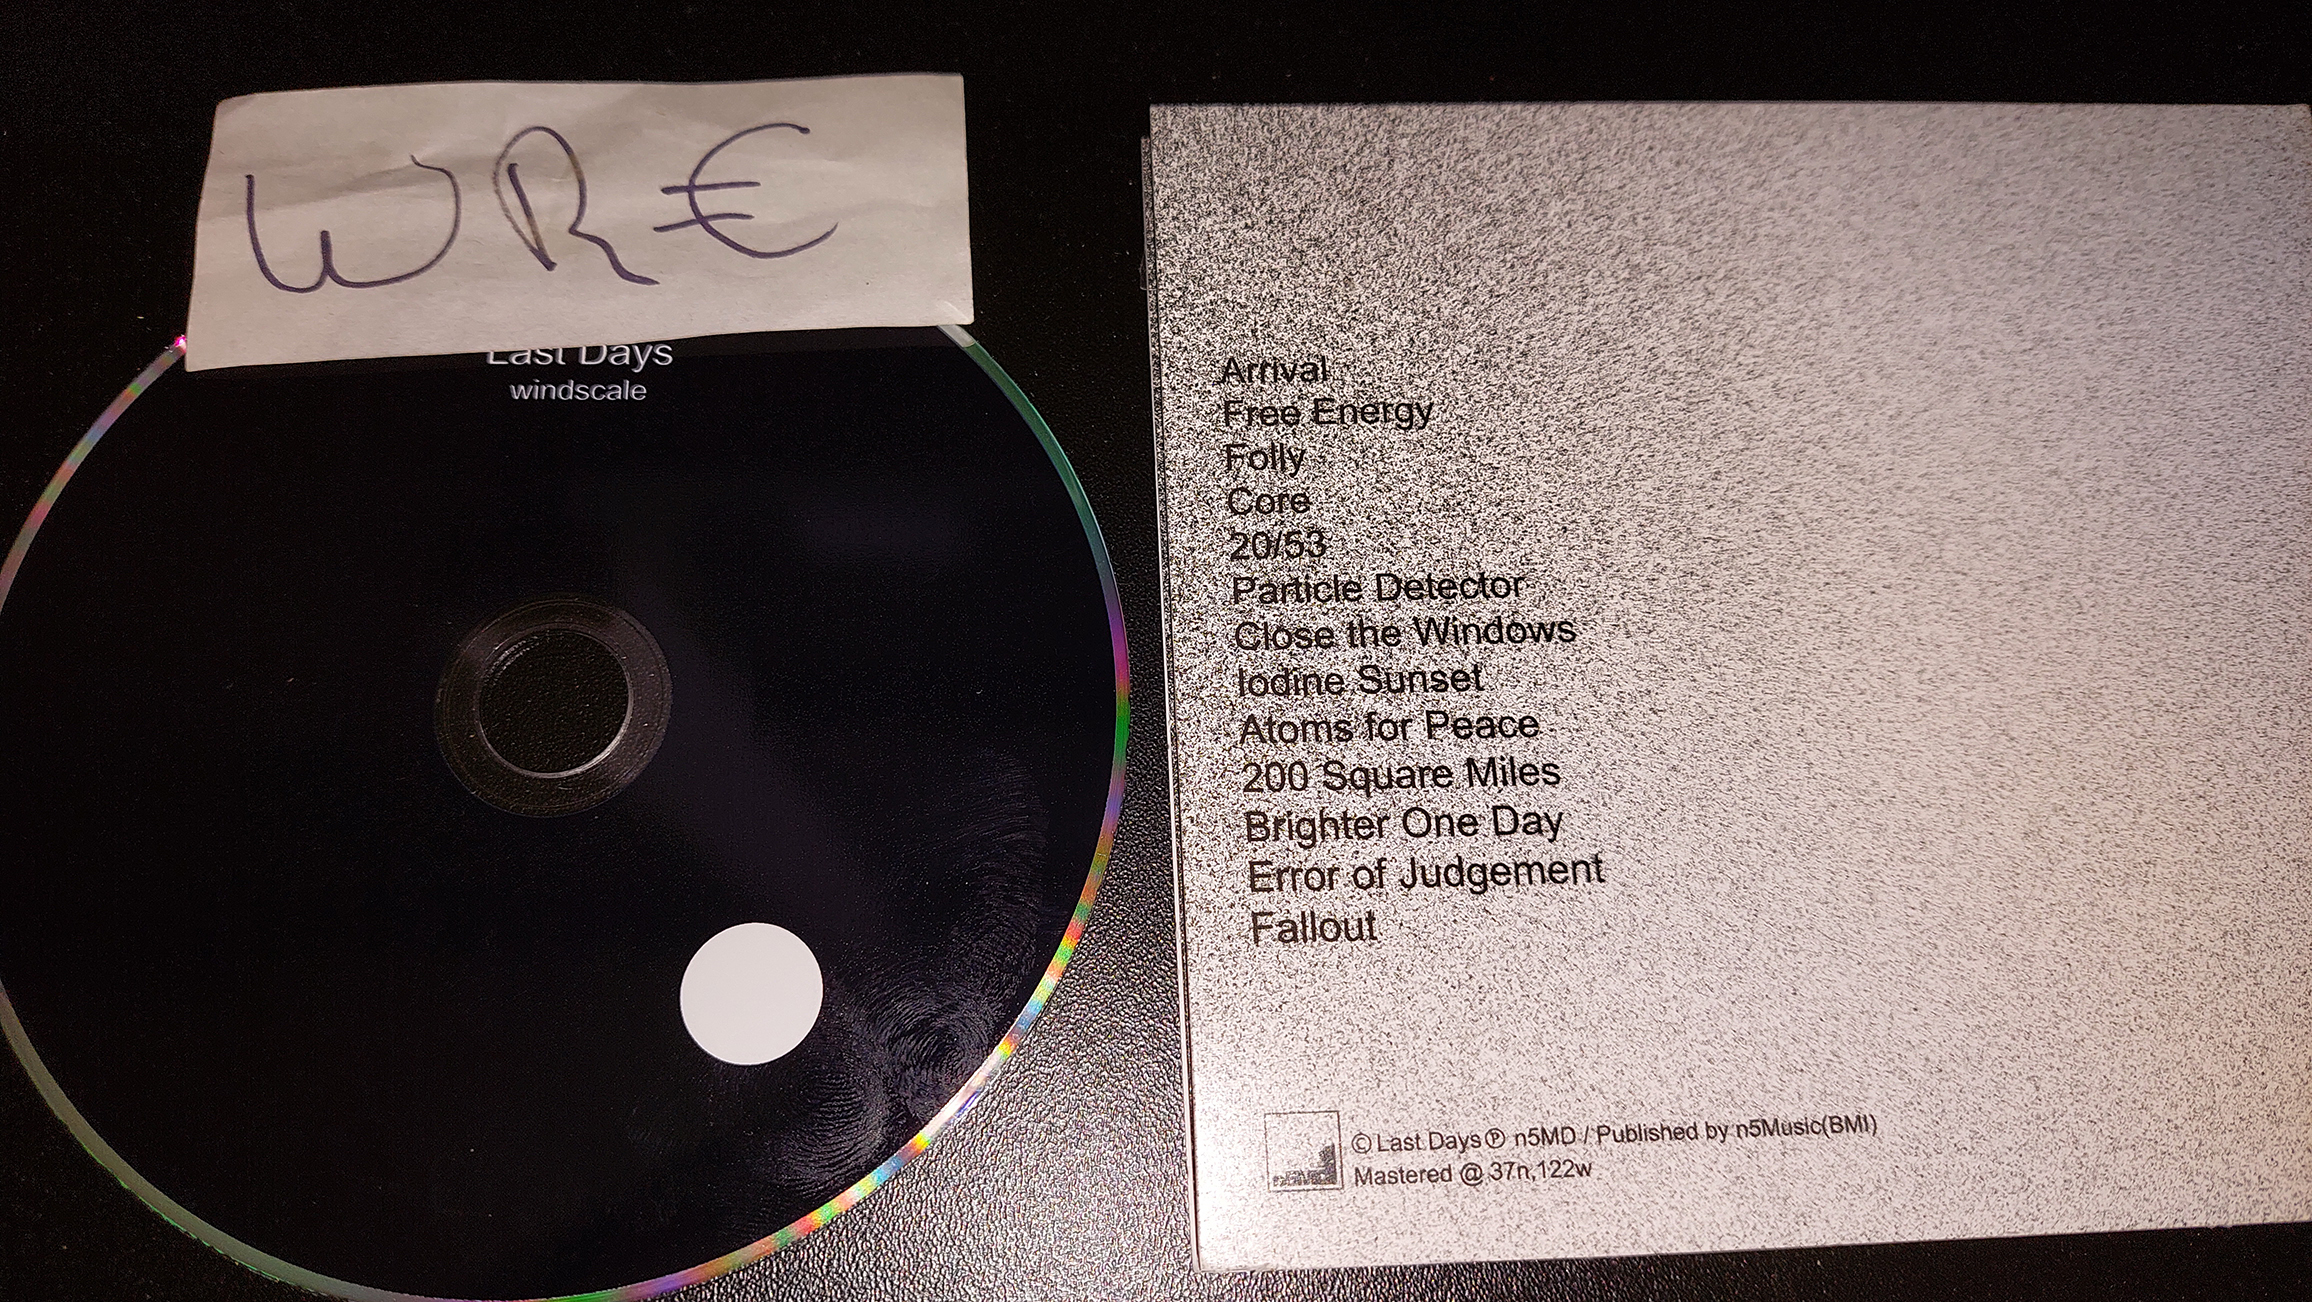 WR€
Last Days
windscale
Arrival
Free Energy
Folly
Core
20/53
Particle Detector
Close the Windows
Iodine Sunset
Atoms for Peace
200 Square Miles
Brighter One Day
Error of Judgement
Fallout
© Last Days ℗ n5MD / Published by n5Music(BMI)
Mastered @ 37n,122w